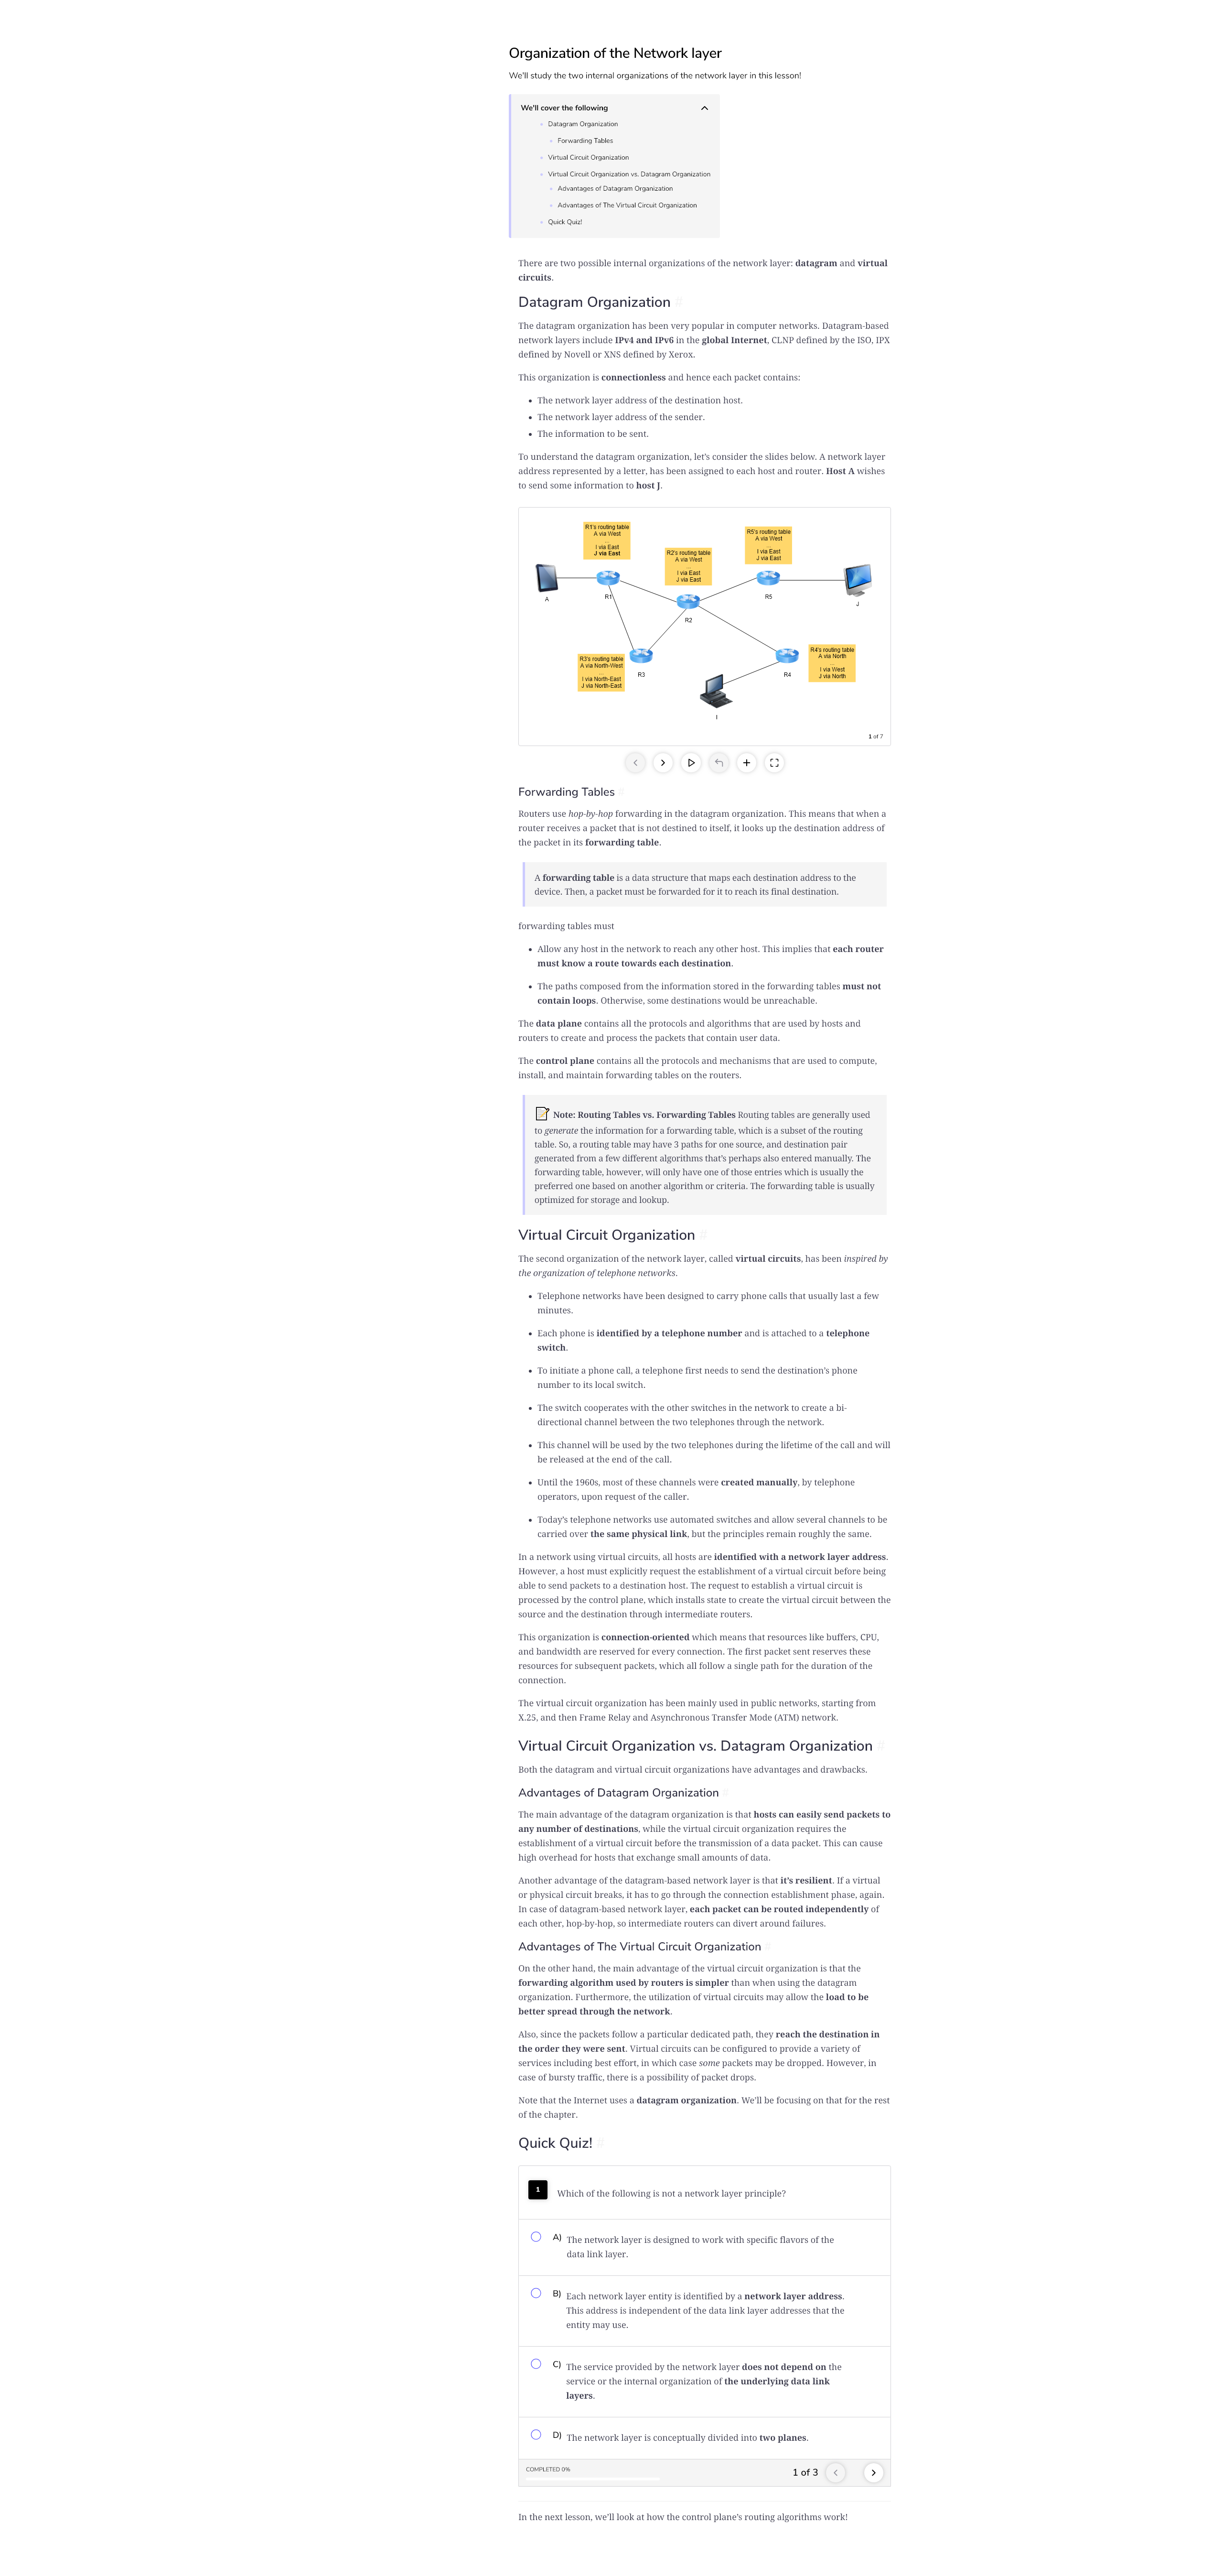 Organization of the Network layer
We'll study the two internal organizations of the network layer in this lesson!
We'll cover the following
Datagram Organization
Forwarding Tables
Virtual Circuit Organization
Virtual Circuit Organization vs. Datagram Organization
Advantages of Datagram Organization
Advantages of The Virtual Circuit Organization
Quick Quiz!
There are two possible internal organizations of the network layer: datagram and virtual
circuits.
Datagram Organization
The datagram organization has been very popular in computer networks. Datagram-based
network layers include IPv4 and IPv6 in the global Internet, CLNP defined by the ISO, IPX
defined by Novell or XNS defined by Xerox.
This organization is connectionless and hence each packet contains:
• The network layer address of the destination host.
• The network layer address of the sender.
• The information to be sent.
To understand the datagram organization, let's consider the slides below. A network layer
address represented by a letter, has been assigned to each host and router. Host A wishes
to send some information to host J.
R1's routing table
A via West
...
I via East
J via East
R2's routing table
A via West
...
I via East
J via East
R5's routing table
A via West
I via East
J via East
A
R1
R2
R5
J
R3's routing table
A via North-West
...
I via North-East
J via North-East
R3
R4
R4's routing table
A via North
...
I via West
J via North
I
1 of 7
Forwarding Tables
Routers use hop-by-hop forwarding in the datagram organization. This means that when a
router receives a packet that is not destined to itself, it looks up the destination address of
the packet in its forwarding table.
A forwarding table is a data structure that maps each destination address to the
device. Then, a packet must be forwarded for it to reach its final destination.
forwarding tables must
• Allow any host in the network to reach any other host. This implies that each router
must know a route towards each destination.
• The paths composed from the information stored in the forwarding tables must not
contain loops. Otherwise, some destinations would be unreachable.
The data plane contains all the protocols and algorithms that are used by hosts and
routers to create and process the packets that contain user data.
The control plane contains all the protocols and mechanisms that are used to compute,
install, and maintain forwarding tables on the routers.
📝 Note: Routing Tables vs. Forwarding Tables Routing tables are generally used
to generate the information for a forwarding table, which is a subset of the routing
table. So, a routing table may have 3 paths for one source, and destination pair
generated from a few different algorithms that's perhaps also entered manually. The
forwarding table, however, will only have one of those entries which is usually the
preferred one based on another algorithm or criteria. The forwarding table is usually
optimized for storage and lookup.
Virtual Circuit Organization
The second organization of the network layer, called virtual circuits, has been inspired by
the organization of telephone networks.
• Telephone networks have been designed to carry phone calls that usually last a few
minutes.
• Each phone is identified by a telephone number and is attached to a telephone
switch.
• To initiate a phone call, a telephone first needs to send the destination's phone
number to its local switch.
• The switch cooperates with the other switches in the network to create a bi-
directional channel between the two telephones through the network.
• This channel will be used by the two telephones during the lifetime of the call and will
be released at the end of the call.
• Until the 1960s, most of these channels were created manually, by telephone
operators, upon request of the caller.
• Today's telephone networks use automated switches and allow several channels to be
carried over the same physical link, but the principles remain roughly the same.
In a network using virtual circuits, all hosts are identified with a network layer address.
However, a host must explicitly request the establishment of a virtual circuit before being
able to send packets to a destination host. The request to establish a virtual circuit is
processed by the control plane, which installs state to create the virtual circuit between the
source and the destination through intermediate routers.
This organization is connection-oriented which means that resources like buffers, CPU,
and bandwidth are reserved for every connection. The first packet sent reserves these
resources for subsequent packets, which all follow a single path for the duration of the
connection.
The virtual circuit organization has been mainly used in public networks, starting from
X.25, and then Frame Relay and Asynchronous Transfer Mode (ATM) network.
Virtual Circuit Organization vs. Datagram Organization
Both the datagram and virtual circuit organizations have advantages and drawbacks.
Advantages of Datagram Organization
The main advantage of the datagram organization is that hosts can easily send packets to
any number of destinations, while the virtual circuit organization requires the
establishment of a virtual circuit before the transmission of a data packet. This can cause
high overhead for hosts that exchange small amounts of data.
Another advantage of the datagram-based network layer is that it's resilient. If a virtual
or physical circuit breaks, it has to go through the connection establishment phase, again.
In case of datagram-based network layer, each packet can be routed independently of
each other, hop-by-hop, so intermediate routers can divert around failures.
Advantages of The Virtual Circuit Organization
On the other hand, the main advantage of the virtual circuit organization is that the
forwarding algorithm used by routers is simpler than when using the datagram
organization. Furthermore, the utilization of virtual circuits may allow the load to be
better spread through the network.
Also, since the packets follow a particular dedicated path, they reach the destination in
the order they were sent. Virtual circuits can be configured to provide a variety of
services including best effort, in which case some packets may be dropped. However, in
case of bursty traffic, there is a possibility of packet drops.
Note that the Internet uses a datagram organization. We'll be focusing on that for the rest
of the chapter.
Quick Quiz!
1
Which of the following is not a network layer principle?
A) The network layer is designed to work with specific flavors of the
data link layer.
B) Each network layer entity is identified by a network layer address.
This address is independent of the data link layer addresses that the
entity may use.
C) The service provided by the network layer does not depend on the
service or the internal organization of the underlying data link
layers.
D) The network layer is conceptually divided into two planes.
COMPLETED 0%
1 of 3
In the next lesson, we'll look at how the control plane's routing algorithms work!